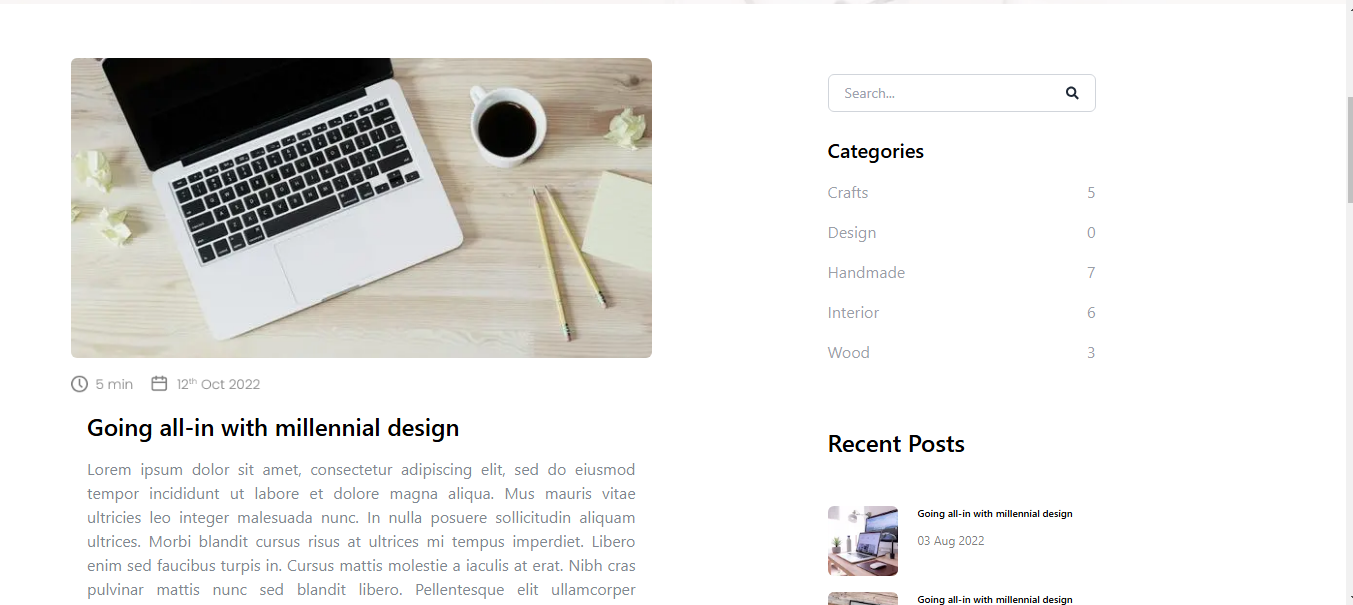 5 min 12th Oct 2022
Going all-in with millennial design
Lorem ipsum dolor sit amet, consectetur adipiscing elit, sed do eiusmod
tempor incididunt ut labore et dolore magna aliqua. Mus mauris vitae
ultricies leo integer malesuada nunc. In nulla posuere sollicitudin aliquam
ultrices. Morbi blandit cursus risus at ultrices mi tempus imperdiet. Libero
enim sed faucibus turpis in. Cursus mattis molestie a iaculis at erat. Nibh cras
pulvinar mattis nunc sed blandit libero. Pellentesque elit ullamcorper
Search...
Categories
Crafts 5
Design 0
Handmade 7
Interior 6
Wood 3
Recent Posts
Going all-in with millennial design
03 Aug 2022
Going all-in with millennial design